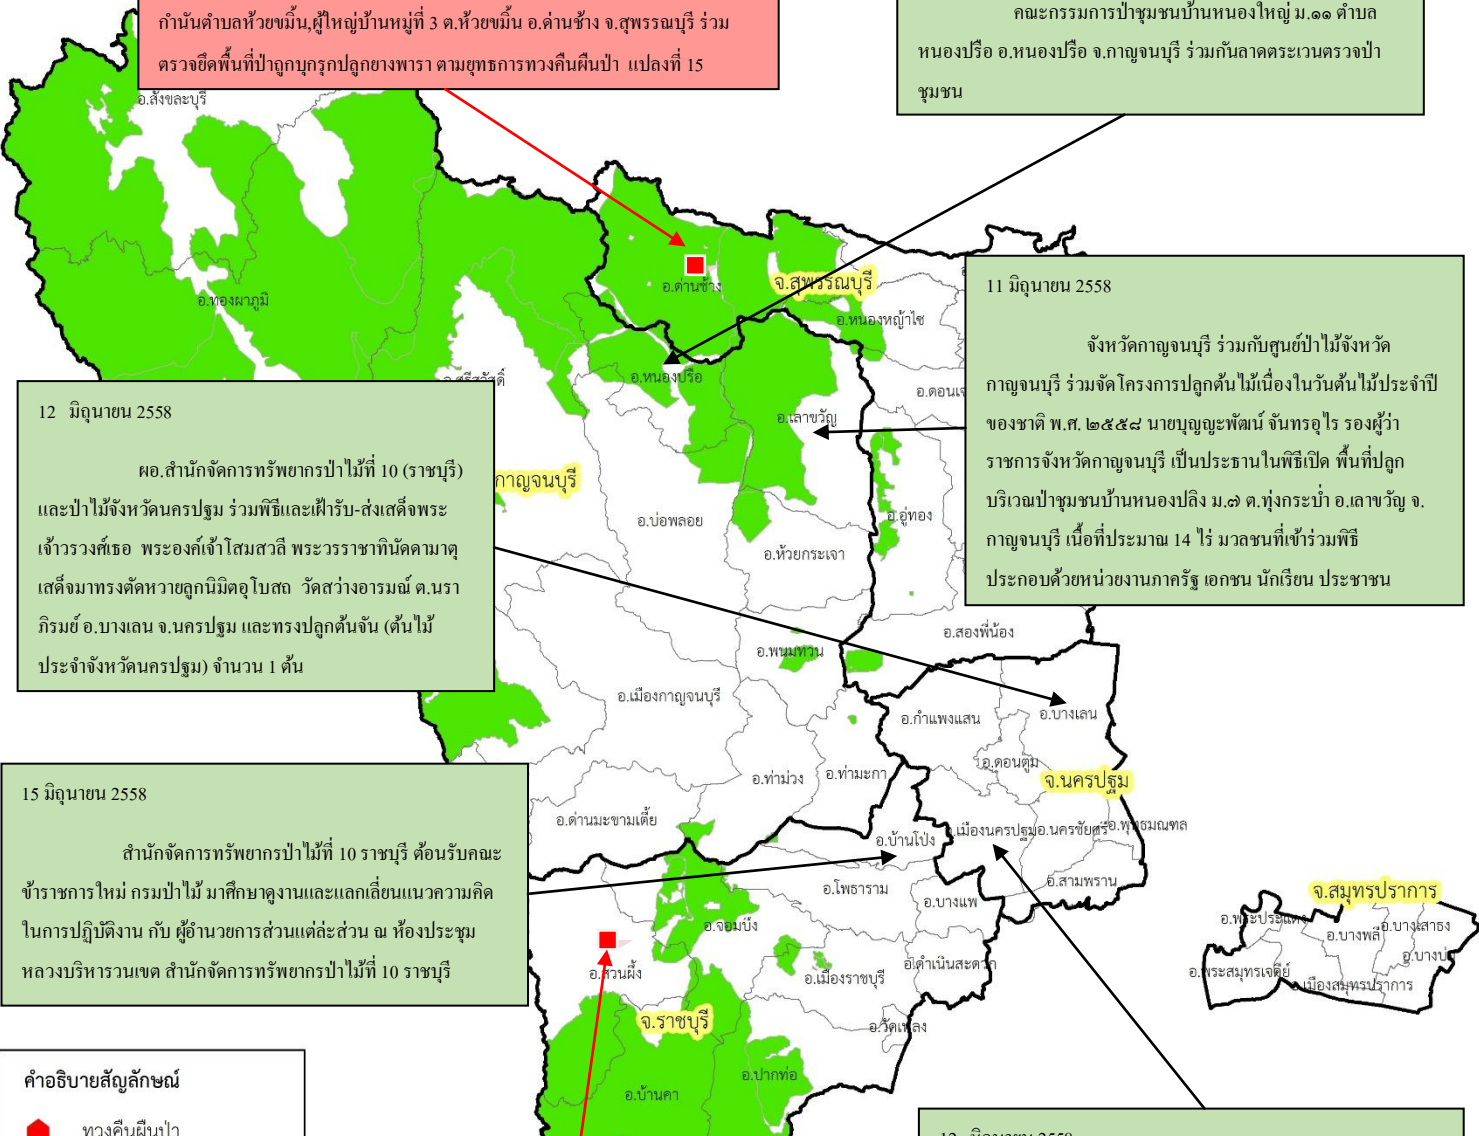 กำนันตำบลห้วยขมิ้น,ผู้ใหญ่บ้านหมู่ที่ 3 ต.ห้วยขมิ้น อ.ด่านช้าง จ.สุพรรณบุรี ร่วม
ตรวจยึดพื้นที่ป่าถูกบุกรุกปลูกยางพารา ตามยุทธการทวงคืนผืนป่า แปลงที่ 15
คณะกรรมการป่าชุมชนบ้านหนองใหญ่ ม.๑๑ ตำบล
หนองปรือ อ.หนองปรือ จ.กาญจนบุรี ร่วมกันลาดตระเวนตรวจป่า
ชุมชน
อ.สังขละบุรี
อ.ทองผาภูมิ
อ.ด่านช้าง
จ.สุพรรณบุรี
อ.หนองหญ้าไซ
อ.ศรีสวัสดิ์
อ.หนองปรือ
อ.เลาขวัญ
11 มิถุนายน 2558
จังหวัดกาญจนบุรี ร่วมกับศูนย์ป่าไม้จังหวัด
กาญจนบุรี ร่วมจัดโครงการปลูกต้นไม้เนื่องในวันต้นไม้ประจำปี
ของชาติ พ.ศ. ๒๕๕๘ นายบุญญะพัฒน์ จันทรอุไร รองผู้ว่า
ราชการจังหวัดกาญจนบุรี เป็นประธานในพิธีเปิด พื้นที่ปลูก
บริเวณป่าชุมชนบ้านหนองปลิง ม.๗ ต.ทุ่งกระบ่ำ อ.เลาขวัญ จ.
กาญจนบุรี เนื้อที่ประมาณ 14 ไร่ มวลชนที่เข้าร่วมพิธี
ประกอบด้วยหน่วยงานภาครัฐ เอกชน นักเรียน ประชาชน
12 มิถุนายน 2558
ผอ.สำนักจัดการทรัพยากรป่าไม้ที่ 10 (ราชบุรี)
และป่าไม้จังหวัดนครปฐม ร่วมพิธีและเฝ้ารับ-ส่งเสด็จพระ
เจ้าวรวงศ์เธอ พระองค์เจ้าโสมสวลี พระวรราชาทินัดดามาตุ
เสด็จมาทรงตัดหวายลูกนิมิตอุโบสถ วัดสว่างอารมณ์ ต.นรา
ภิรมย์ อ.บางเลน จ.นครปฐม และทรงปลูกต้นจัน (ต้นไม้
ประจำจังหวัดนครปฐม) จำนวน 1 ต้น
กาญจนบุรี
อ.บ่อพลอย
อ.ห้วยกระเจา
อ.อู่ทอง
อ.สองพี่น้อง
อ.พนมทวน
อ.เมืองกาญจนบุรี
อ.กำแพงแสน
อ.บางเลน
อ.ดอนตูม
จ.นครปฐม
อ.ท่าม่วง
อ.ท่ามะกา
อ.ด่านมะขามเตี้ย
อ.บ้านโป่ง
อ.เมืองนครปฐม
อ.นครชัยศรี
อ.พุทธมณฑล
อ.สามพราน
15 มิถุนายน 2558
สำนักจัดการทรัพยากรป่าไม้ที่ 10 ราชบุรี ต้อนรับคณะ
ข้าราชการใหม่ กรมป่าไม้ มาศึกษาดูงานและแลกเลี่ยนแนวความคิด
ในการปฏิบัติงาน กับ ผู้อำนวยการส่วนแต่ล่ะส่วน ณ ห้องประชุม
หลวงบริหารวนเขต สำนักจัดการทรัพยากรป่าไม้ที่ 10 ราชบุรี
อ.โพธาราม
อ.บางแพ
อ.จอมบึง
อ.สวนผึ้ง
อ.เมืองราชบุรี
อ.ดำเนินสะดวก
อ.วัดเพลง
จ.ราชบุรี
อ.ปากท่อ
อ.บ้านคา
จ.สมุทรปราการ
อ.พระประแดง
อ.บางพลี
อ.บางเสาธง
อ.บางบ่อ
อ.พระสมุทรเจดีย์
อ.เมืองสมุทรปราการ
คำอธิบายสัญลักษณ์
ทวงคืนผืนป่า